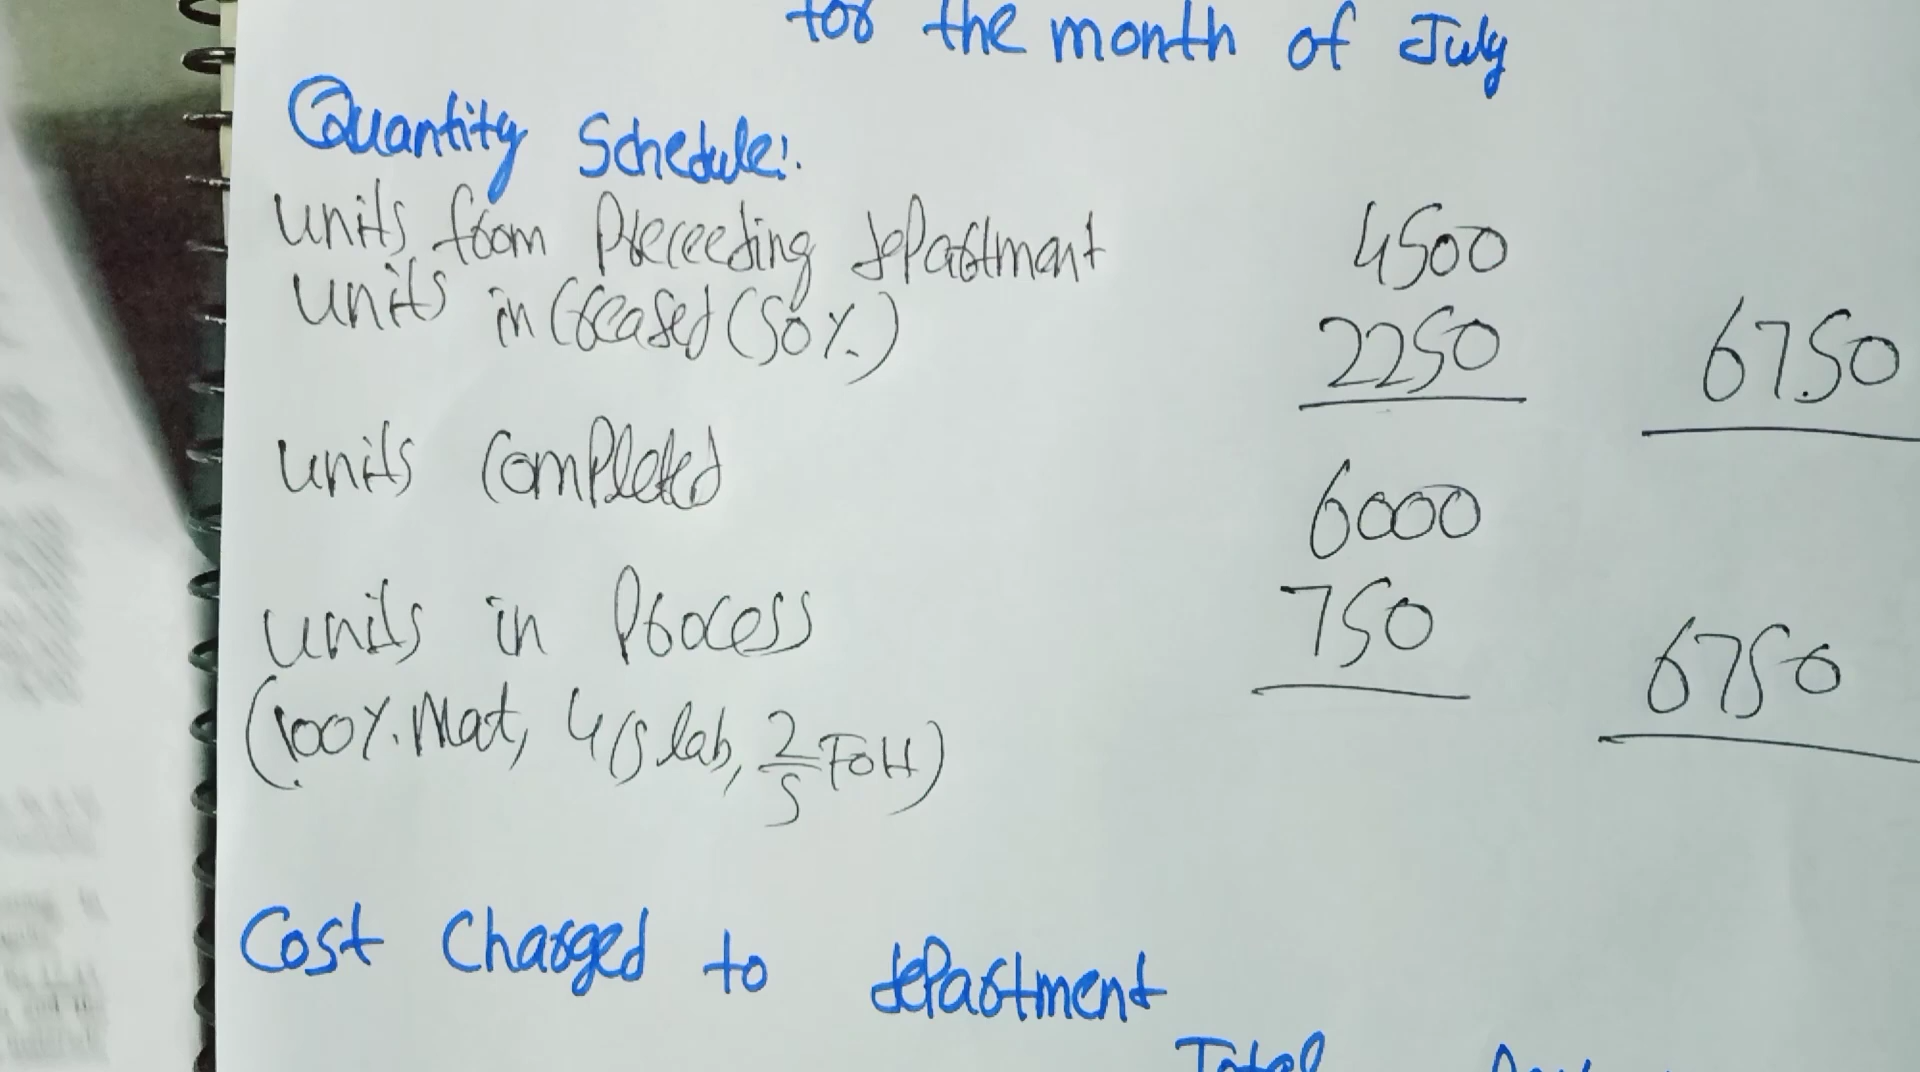 for the month of July
Quantity Schedule:
units from Preceeding department 4500
units increased (50%) 2250 6750
units Completed 6000
units in Process 750 6750
(100% Mat, 4/5 lab, 2/5 FOH)
Cost Charged to department
Total